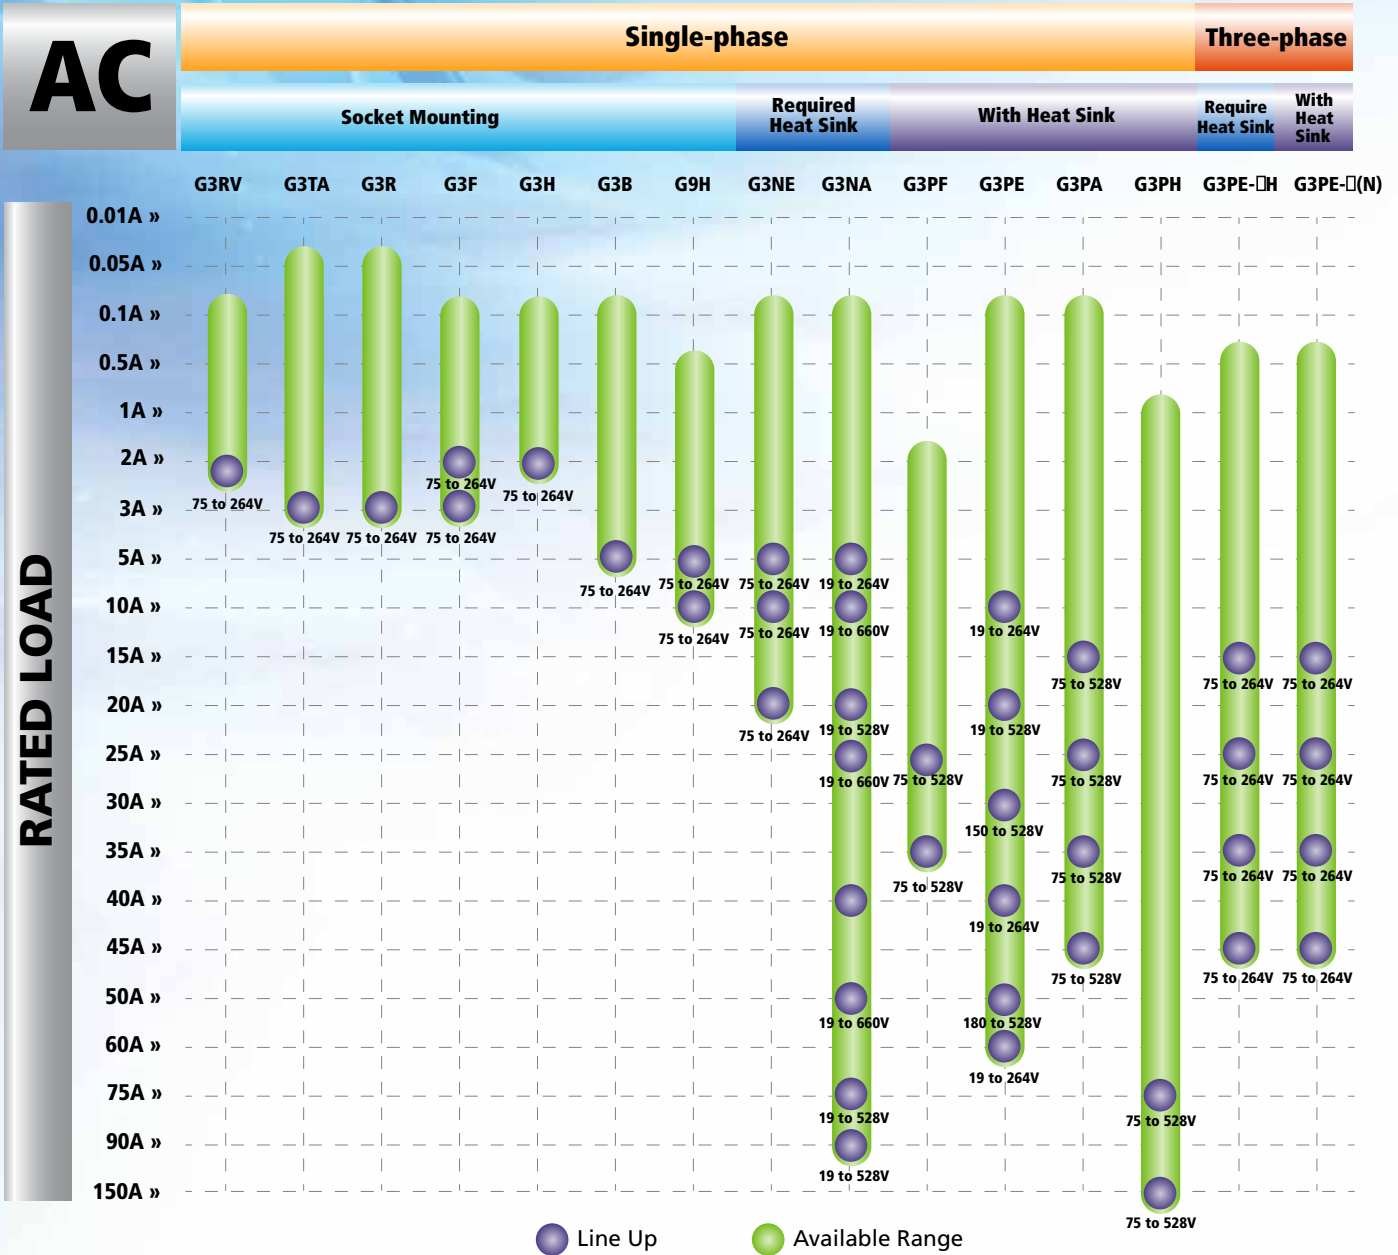 AC
Single-phase
Three-phase
Socket Mounting
Required
Heat Sink
With Heat Sink
Require
Heat Sink
With
Heat
Sink
G3RV G3TA G3R G3F G3H G3B G9H G3NE G3NA G3PF G3PE G3PA G3PH G3PE-□H G3PE-□(N)
RATED LOAD
0.01A »
0.05A »
0.1A »
0.5A »
1A »
2A »
75 to 264V
75 to 264V 75 to 264V
3A »
75 to 264V 75 to 264V 75 to 264V
5A »
75 to 264V 75 to 264V 75 to 264V 19 to 264V
10A »
75 to 264V 75 to 264V 19 to 660V 19 to 264V
15A »
75 to 528V 75 to 264V 75 to 264V
20A »
75 to 264V 19 to 528V 19 to 528V
25A »
19 to 660V 75 to 528V 75 to 528V 75 to 264V 75 to 264V
30A »
150 to 528V
35A »
75 to 528V 75 to 528V 75 to 264V 75 to 264V
40A »
19 to 264V
45A »
75 to 528V 75 to 264V 75 to 264V
50A »
19 to 660V 180 to 528V
60A »
19 to 264V
75A »
19 to 528V 75 to 528V
90A »
19 to 528V
150A »
75 to 528V
Line Up
Available Range